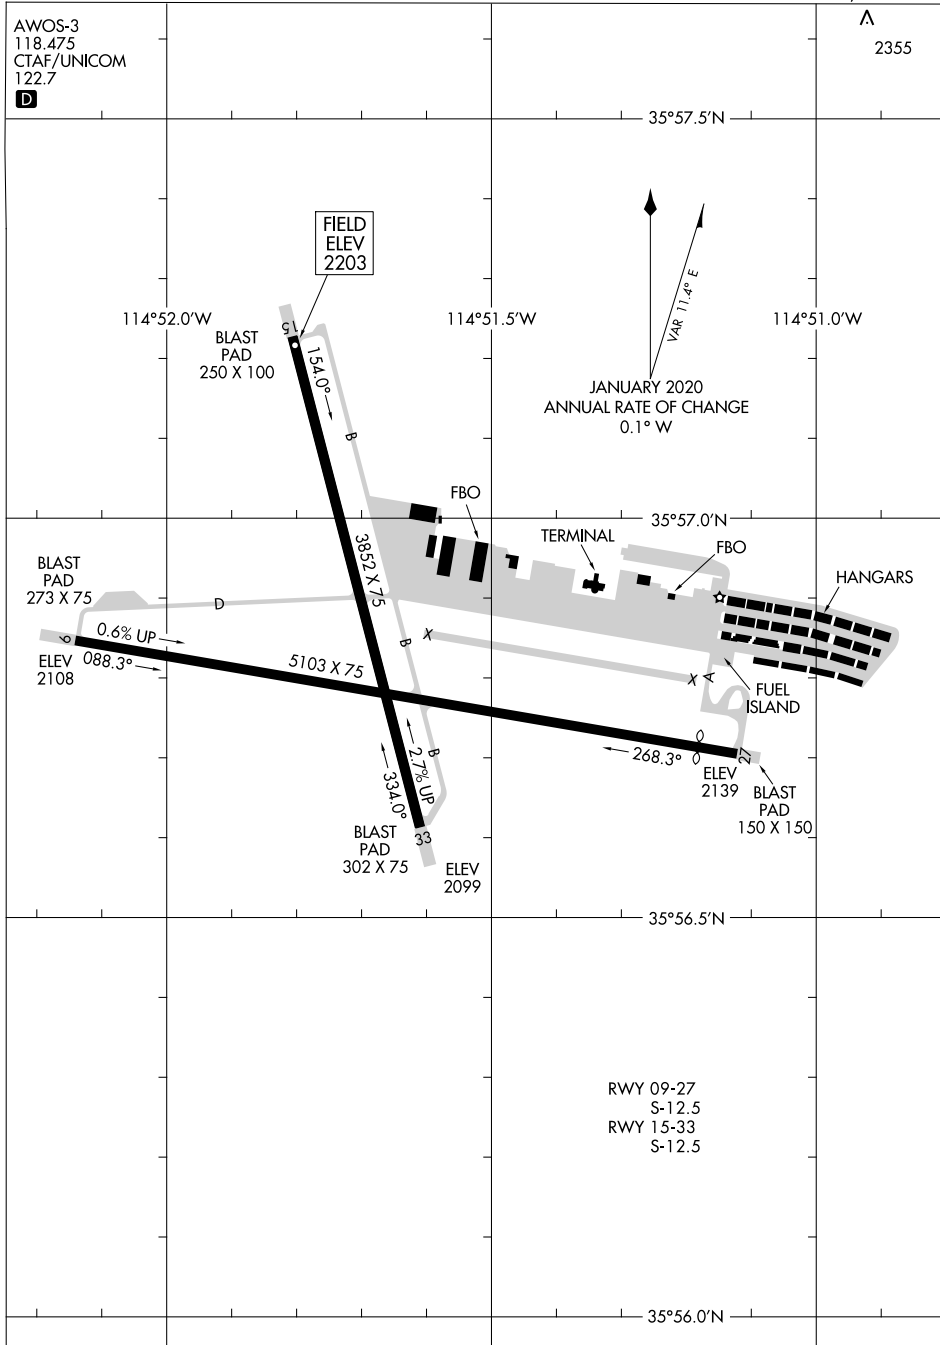 AWOS-3
118.475
CTAF/UNICOM
122.7
D
2355
35°57.5'N
FIELD
ELEV
2203
VAR 11.4° E
114°52.0'W
114°51.5'W
114°51.0'W
15
BLAST
PAD
250 X 100
154.0°
JANUARY 2020
ANNUAL RATE OF CHANGE
0.1° W
B
FBO
35°57.0'N
TERMINAL
FBO
HANGARS
3852 X 75
BLAST
PAD
273 X 75
D
9
0.6% UP
088.3°
ELEV
2108
5103 X 75
B
X
X
A
FUEL
ISLAND
B
2.7% UP
334.0°
268.3°
27
ELEV
2139
BLAST
PAD
150 X 150
33
BLAST
PAD
302 X 75
ELEV
2099
35°56.5'N
RWY 09-27
S-12.5
RWY 15-33
S-12.5
35°56.0'N